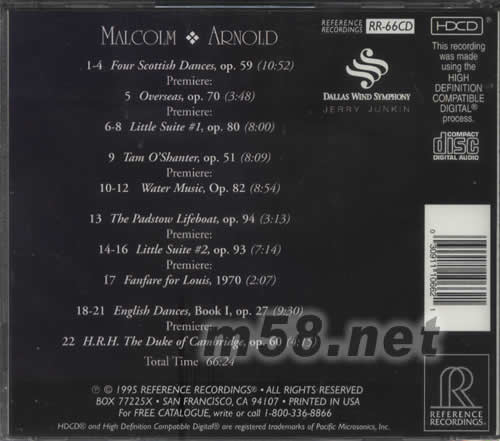 MALCOLM ❖ ARNOLD
1-4 Four Scottish Dances, op. 59 (10:52)
Premiere:
5 Overseas, op. 70 (3:48)
Premiere:
6-8 Little Suite #1, op. 80 (8:00)
9 Tam O'Shanter, op. 51 (8:09)
Premiere:
10-12 Water Music, Op. 82 (8:54)
13 The Padstow Lifeboat, op. 94 (3:13)
Premiere:
14-16 Little Suite #2, op. 93 (7:14)
Premiere:
17 Fanfare for Louis, 1970 (2:07)
18-21 English Dances, Book I, op. 27 (9:30)
Premiere:
22 H.R.H. The Duke of Cambridge, op. 60 (4:15)
Total Time 66:24
REFERENCE
RECORDINGS
RR-66CD
DALLAS WIND SYMPHONY
JERRY JUNKIN
HDCD
This recording
was made
using the
HIGH
DEFINITION
COMPATIBLE
DIGITAL®
process.
COMPACT
disc
DIGITAL AUDIO
m58.net
℗ © 1995 REFERENCE RECORDINGS® • ALL RIGHTS RESERVED
BOX 77225X • SAN FRANCISCO, CA 94107 • PRINTED IN USA
For FREE CATALOGUE, write or call 1-800-336-8866
HDCD® and High Definition Compatible Digital® are registered trademarks of Pacific Microsonics, Inc.
R
REFERENCE
RECORDINGS